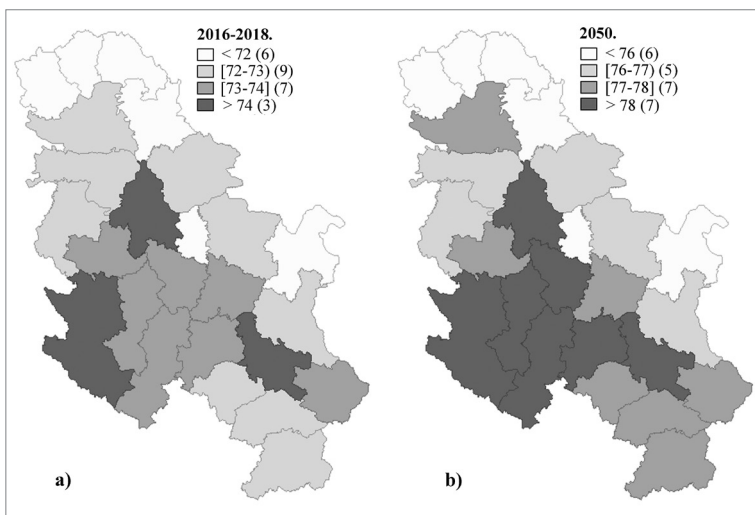 2016-2018.
< 72 (6)
[72-73) (9)
[73-74] (7)
> 74 (3)
a)
2050.
< 76 (6)
[76-77) (5)
[77-78] (7)
> 78 (7)
b)